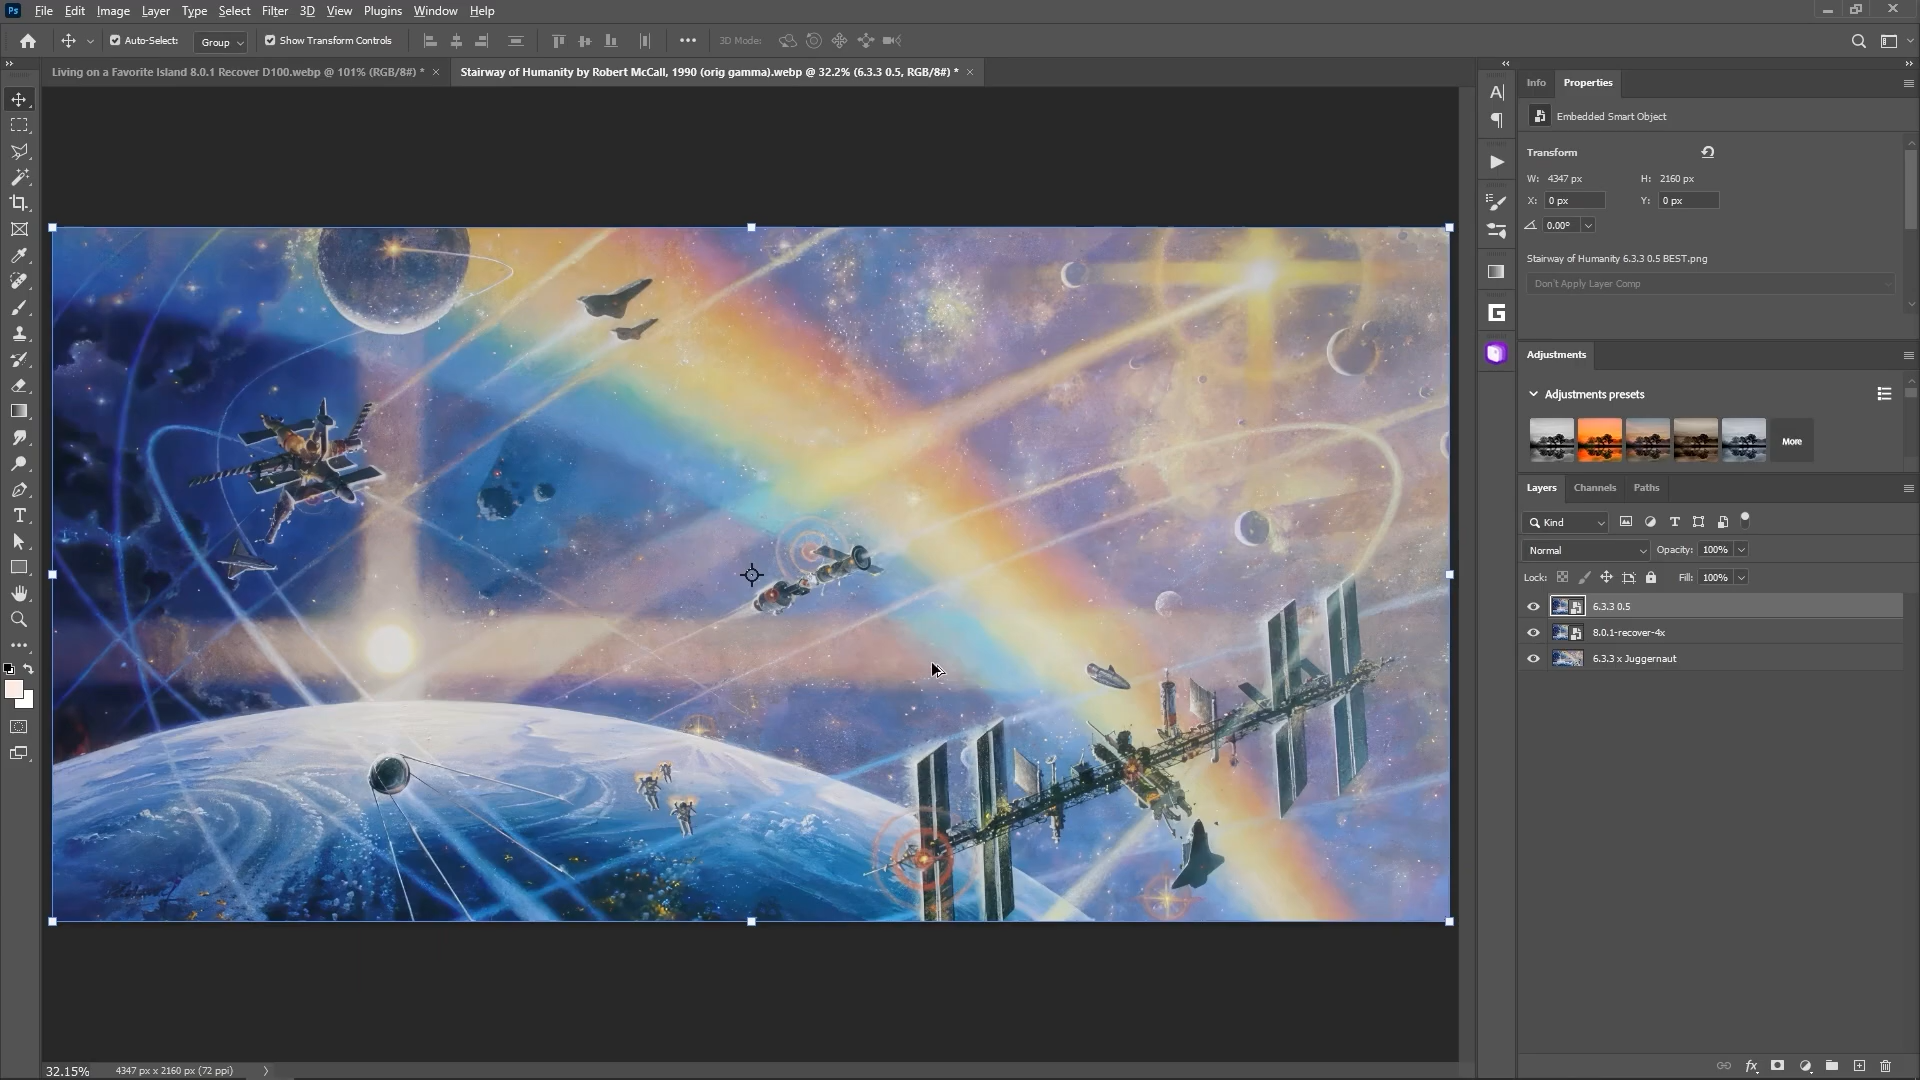 Ps File Edit Image Layer Type Select Filter 3D View Plugins Window Help
Auto-Select: Group Show Transform Controls 3D Mode:
Living on a Favorite Island 8.0.1 Recover D100.webp @ 101% (RGB/8#) * Stairway of Humanity by Robert McCall, 1990 (orig gamma).webp @ 32.2% (6.3.3 0.5, RGB/8#) *
Info Properties
Embedded Smart Object
Transform
W: 4347 px H: 2160 px
X: 0 px Y: 0 px
0.00°
Stairway of Humanity 6.3.3 0.5 BEST.png
Don't Apply Layer Comp
Adjustments
Adjustments presets
More
Layers Channels Paths
Kind
Normal Opacity: 100%
Lock: Fill: 100%
6.3.3 0.5
8.0.1-recover-4x
6.3.3 x Juggernaut
32.15% 4347 px x 2160 px (72 ppi)